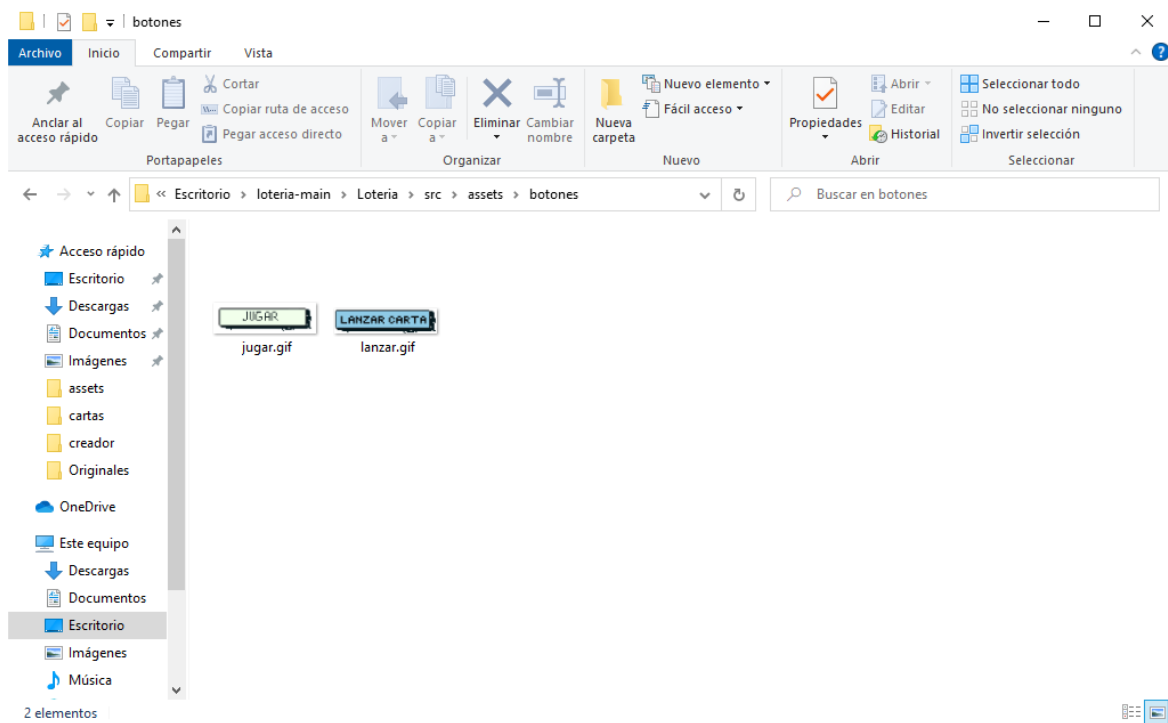 botones
Archivo Inicio Compartir Vista
Anclar al acceso rápido
Copiar
Pegar
Cortar
Copiar ruta de acceso
Pegar acceso directo
Portapapeles
Mover a
Copiar a
Eliminar
Cambiar nombre
Organizar
Nueva carpeta
Nuevo elemento
Fácil acceso
Nuevo
Propiedades
Abrir
Editar
Historial
Abrir
Seleccionar todo
No seleccionar ninguno
Invertir selección
Seleccionar
« Escritorio > loteria-main > Loteria > src > assets > botones
Buscar en botones
Acceso rápido
Escritorio
Descargas
Documentos
Imágenes
assets
cartas
creador
Originales
OneDrive
Este equipo
Descargas
Documentos
Escritorio
Imágenes
Música
JUGAR
jugar.gif
LANZAR CARTA
lanzar.gif
2 elementos